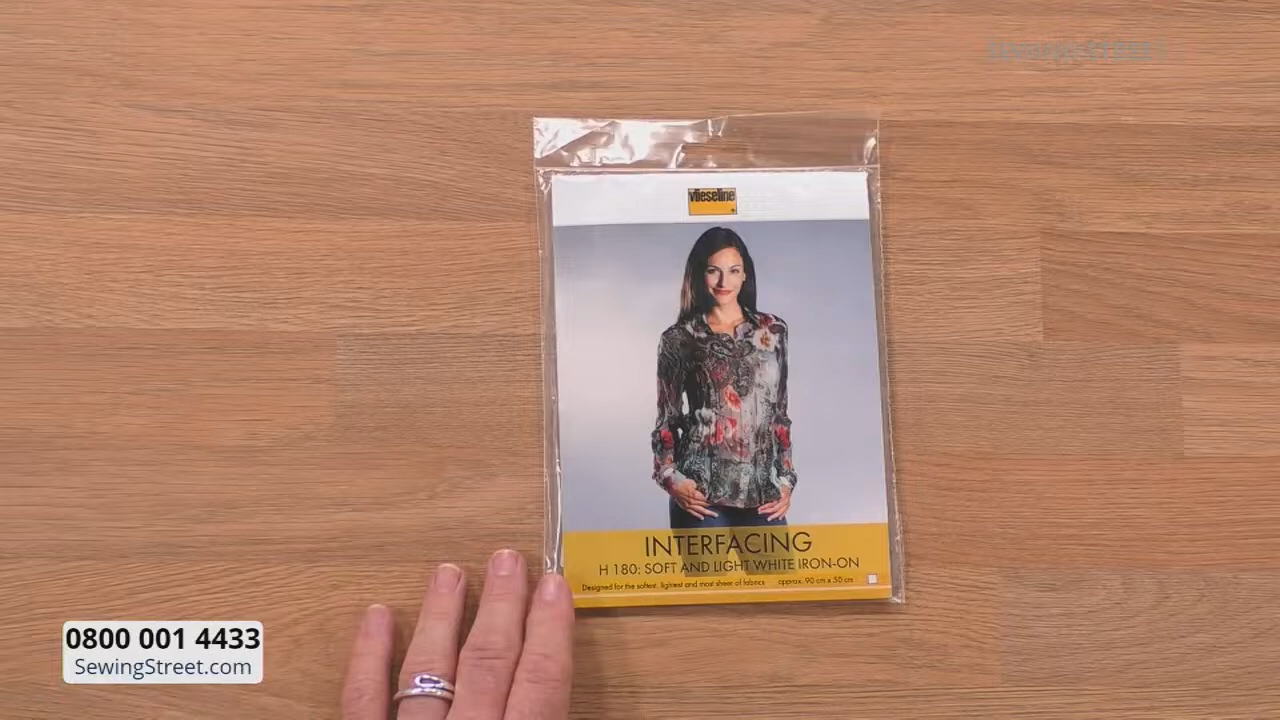 SEWINGSTREET
vlieseline
INTERFACING
H 180: SOFT AND LIGHT WHITE IRON-ON
Designed for the softest, lightest and most sheer of fabrics approx. 90 cm x 50 cm
0800 001 4433
SewingStreet.com